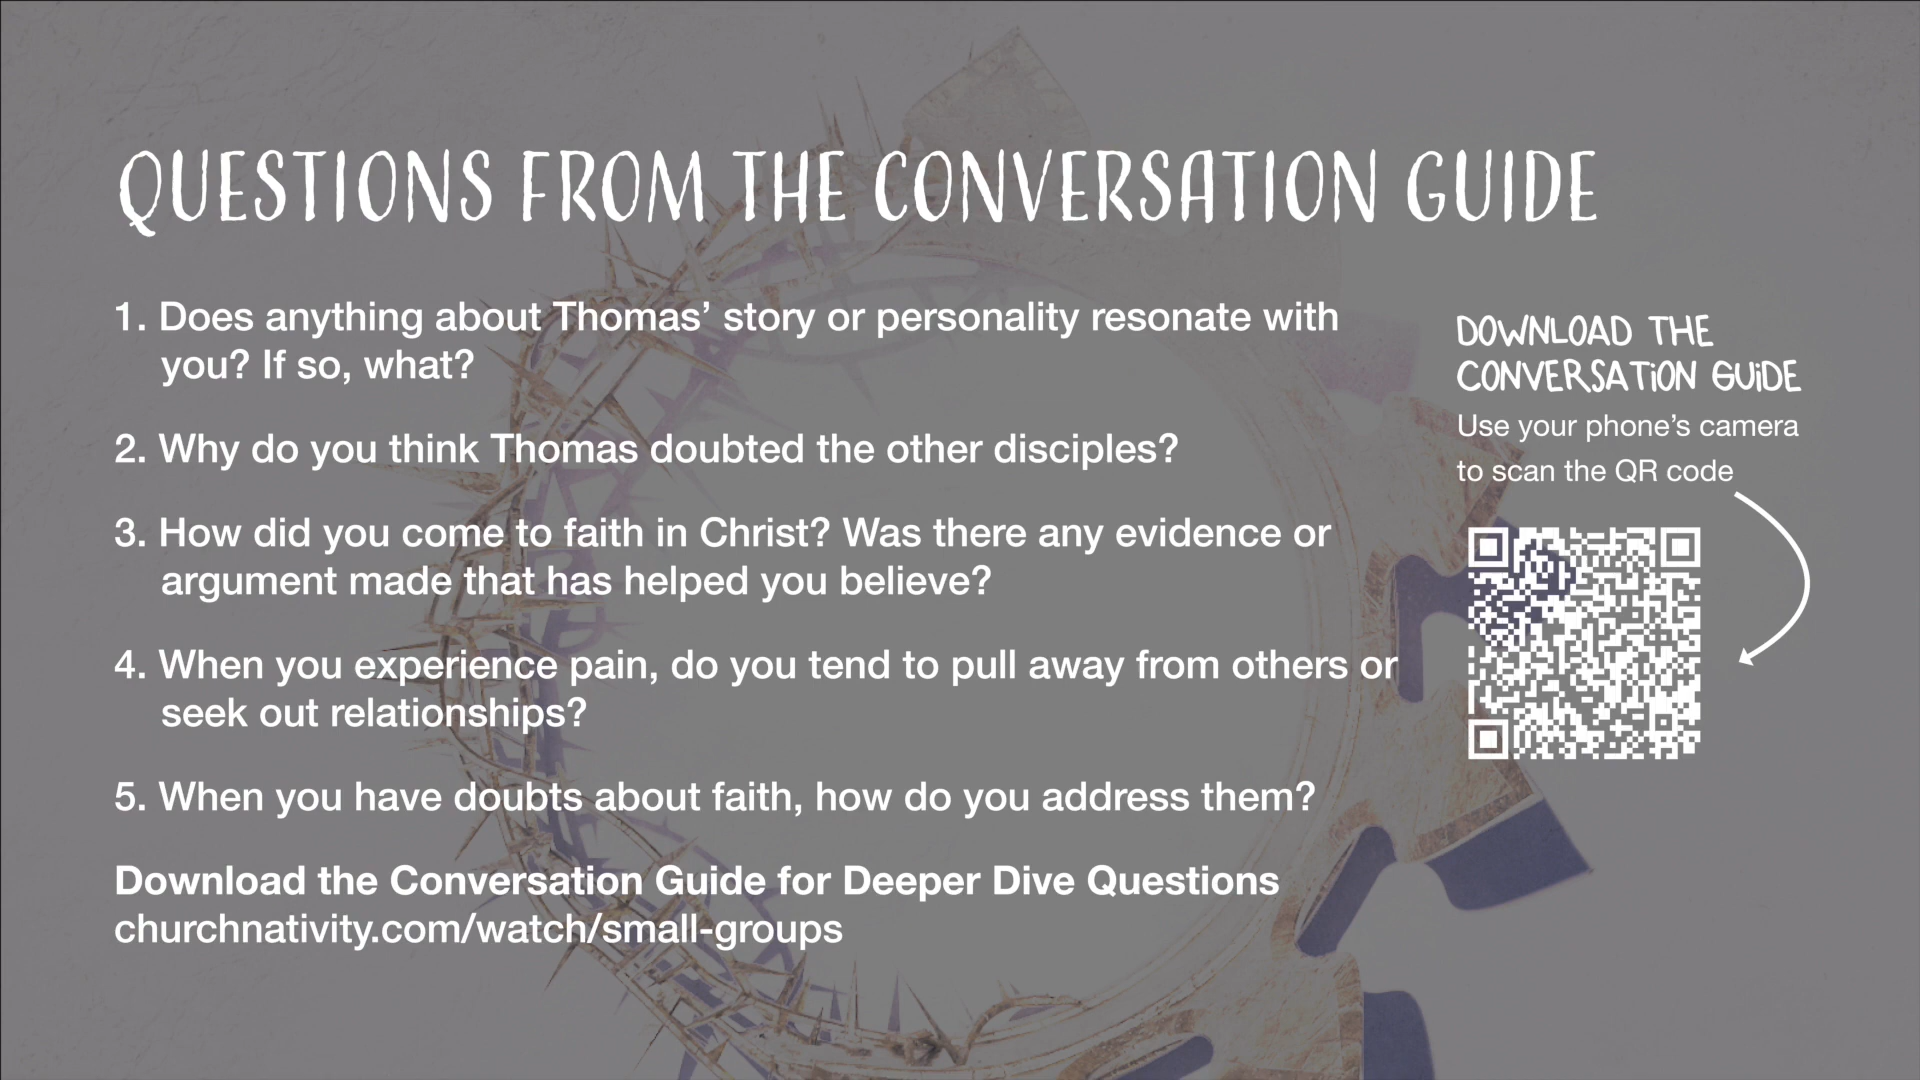 QUESTIONS FROM THE CONVERSATION GUIDE
1. Does anything about Thomas’ story or personality resonate with
you? If so, what?
2. Why do you think Thomas doubted the other disciples?
3. How did you come to faith in Christ? Was there any evidence or
argument made that has helped you believe?
4. When you experience pain, do you tend to pull away from others or
seek out relationships?
5. When you have doubts about faith, how do you address them?
Download the Conversation Guide for Deeper Dive Questions
churchnativity.com/watch/small-groups
DOWNLOAD THE
CONVERSATiON GUiDE
Use your phone’s camera
to scan the QR code